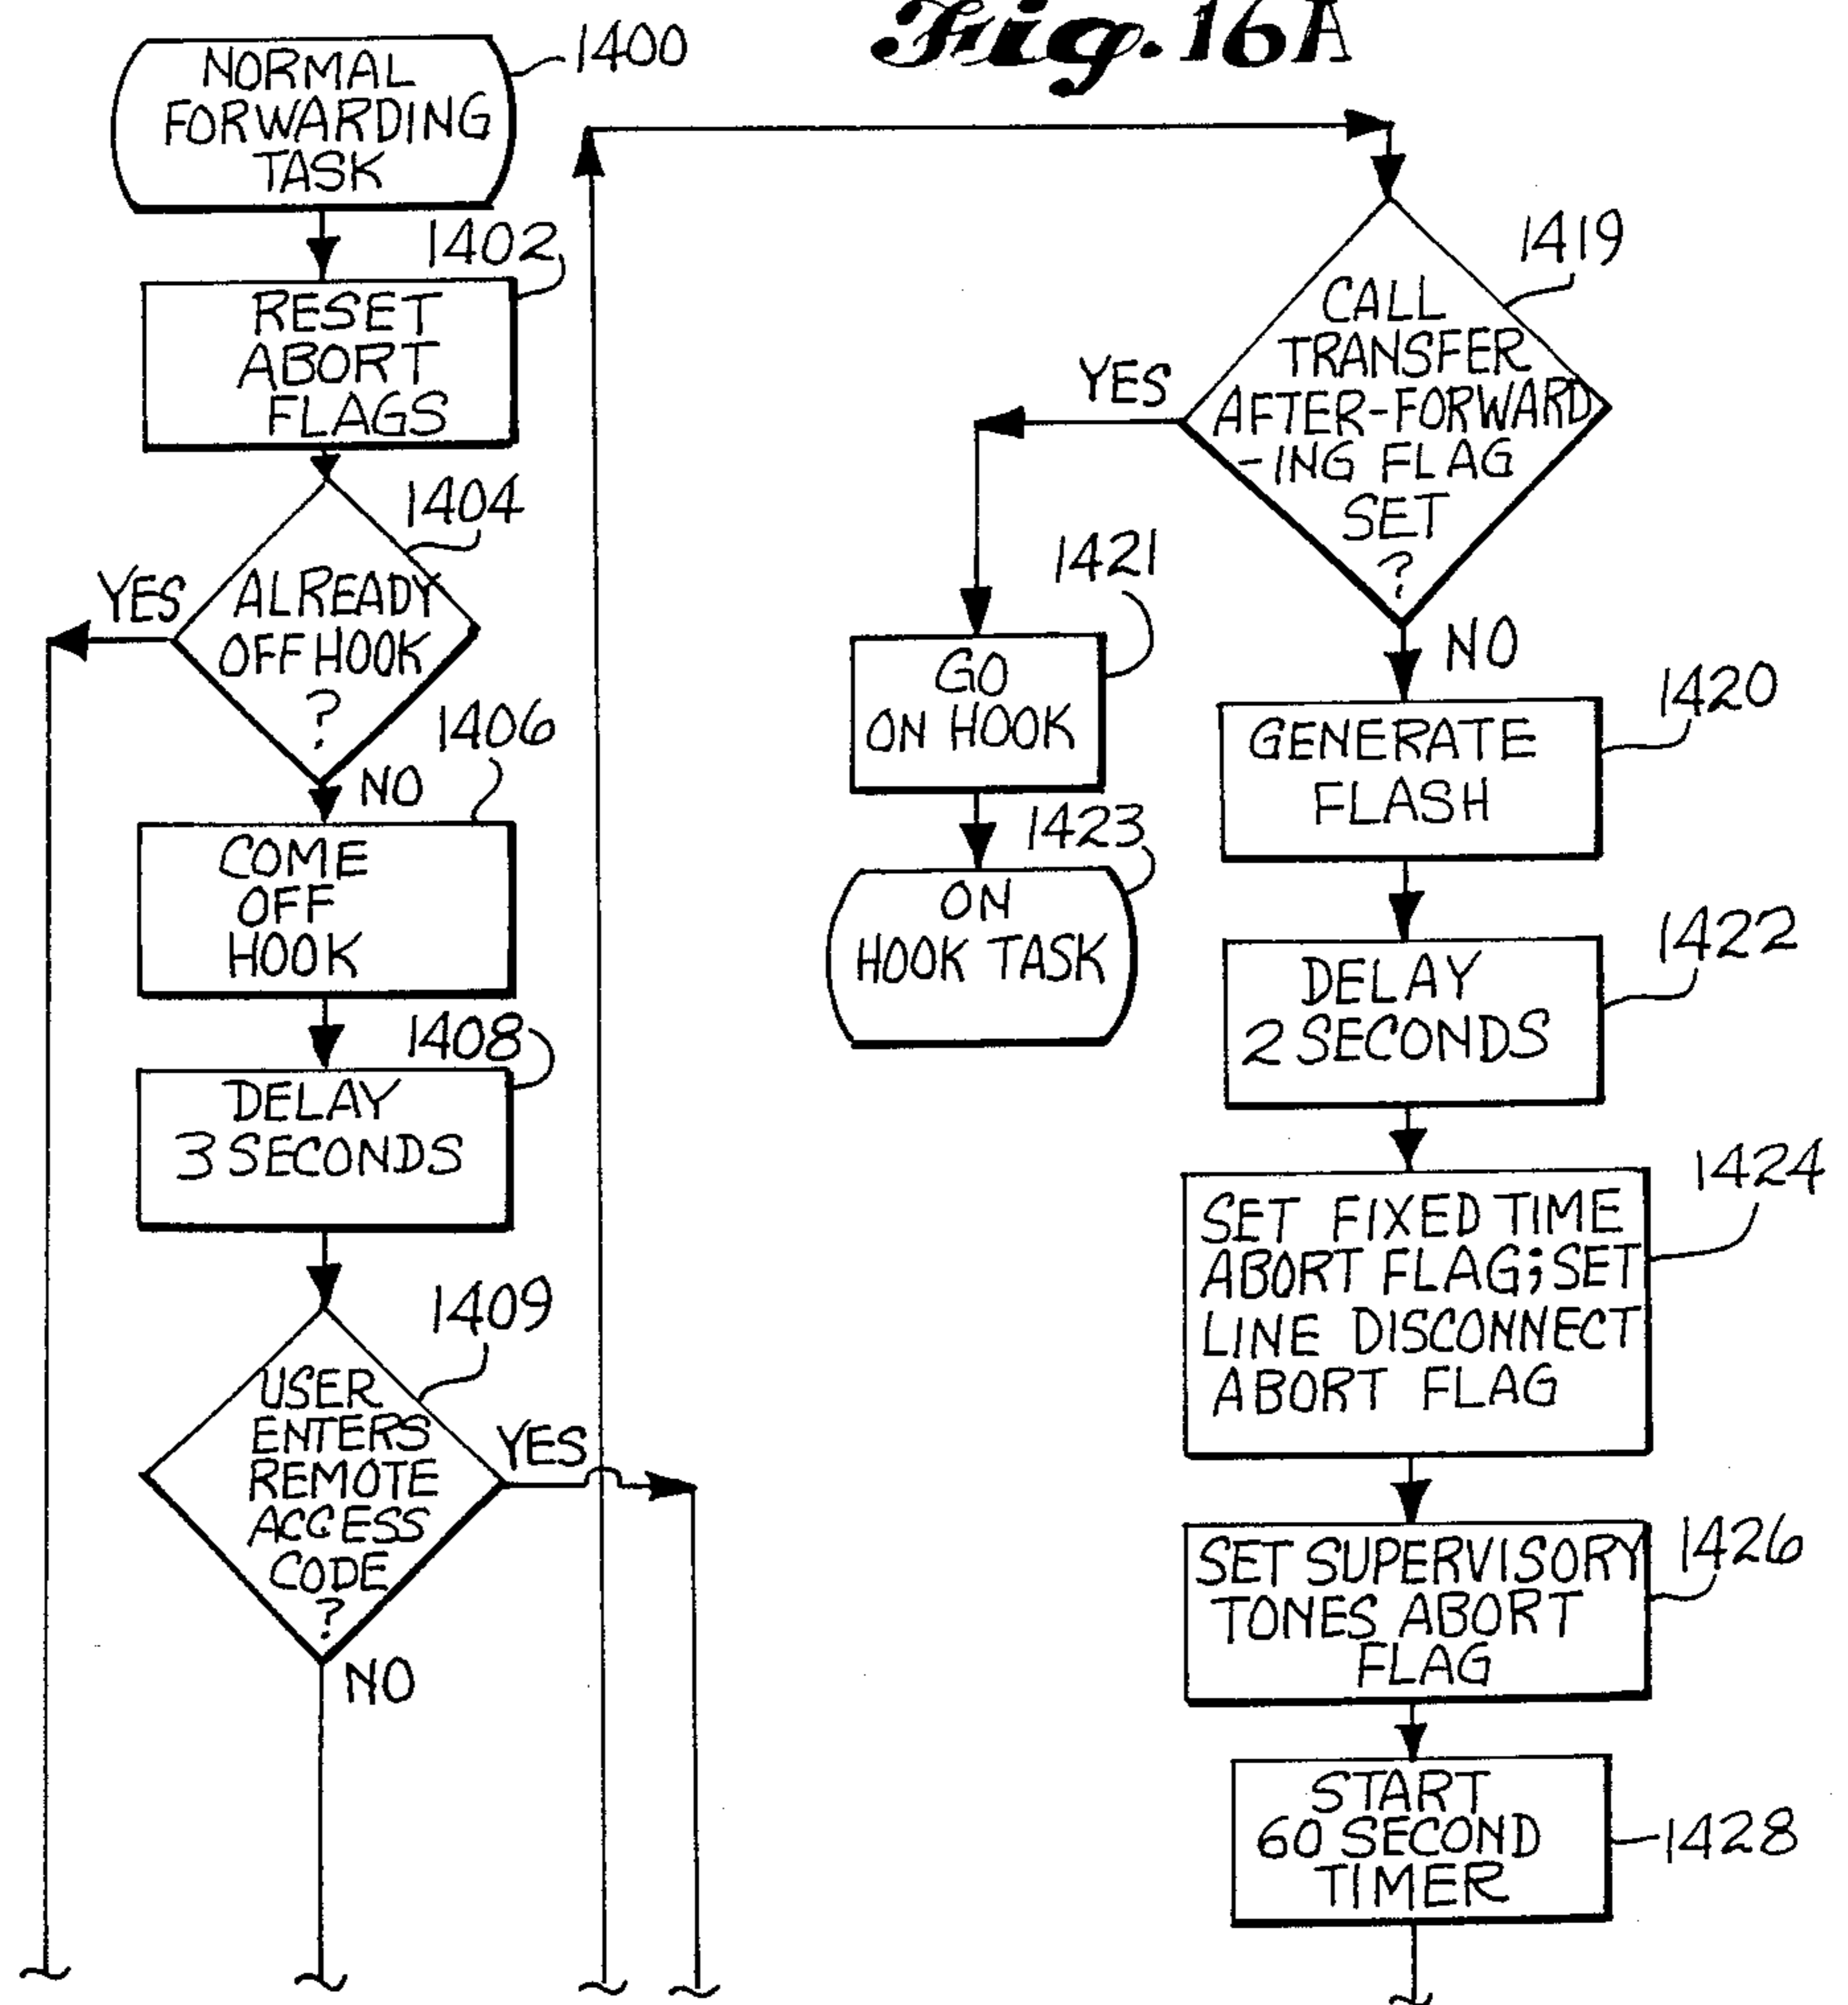 Fig. 16A
NORMAL
FORWARDING
TASK
1400
1402
RESET
ABORT
FLAGS
1404
YES
ALREADY
OFF HOOK
?
NO
1406
COME
OFF
HOOK
1408
DELAY
3 SECONDS
1409
USER
ENTERS
REMOTE
ACCESS
CODE
?
YES
NO
1419
CALL
TRANSFER
AFTER-FORWARD
-ING FLAG
SET
?
YES
NO
1421
GO
ON HOOK
1423
ON
HOOK TASK
1420
GENERATE
FLASH
1422
DELAY
2 SECONDS
1424
SET FIXED TIME
ABORT FLAG; SET
LINE DISCONNECT
ABORT FLAG
1426
SET SUPERVISORY
TONES ABORT
FLAG
START
60 SECOND
TIMER
1428